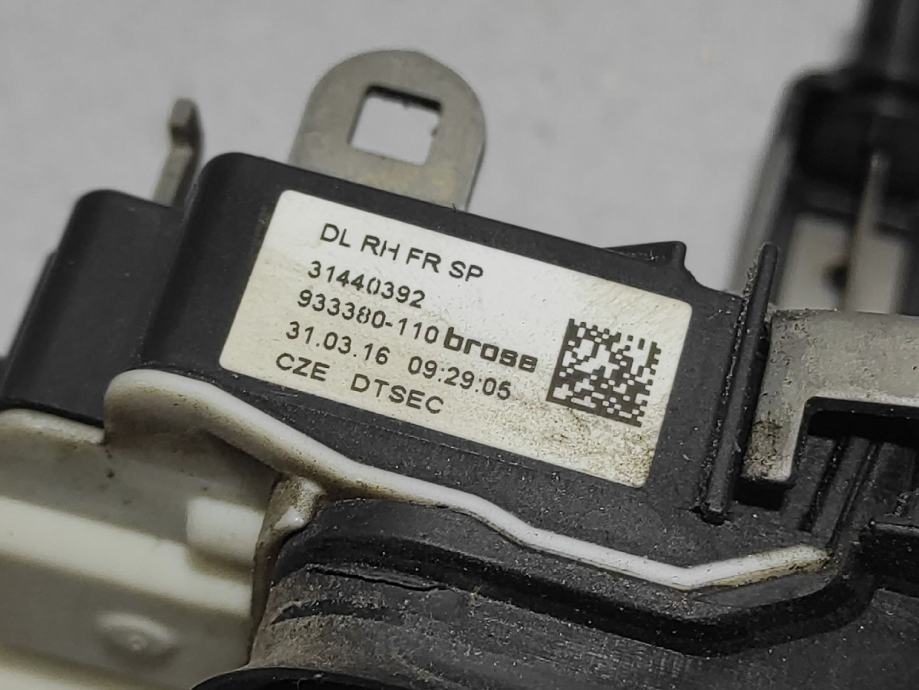 DL RH FR SP
31440392
933380-110 brose
31.03.16 09:29:05
CZE DTSEC